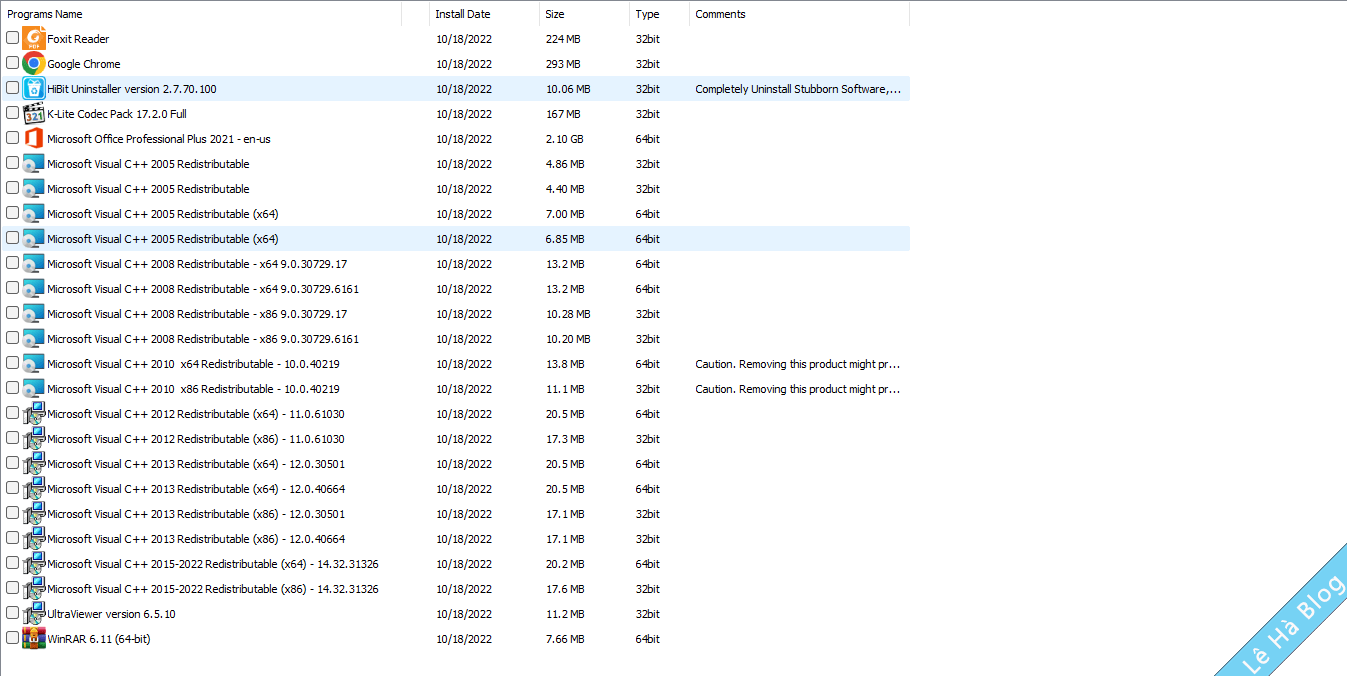 Programs Name Install Date Size Type Comments
Foxit Reader 10/18/2022 224 MB 32bit
Google Chrome 10/18/2022 293 MB 32bit
HiBit Uninstaller version 2.7.70.100 10/18/2022 10.06 MB 32bit Completely Uninstall Stubborn Software,...
K-Lite Codec Pack 17.2.0 Full 10/18/2022 167 MB 32bit
Microsoft Office Professional Plus 2021 - en-us 10/18/2022 2.10 GB 64bit
Microsoft Visual C++ 2005 Redistributable 10/18/2022 4.86 MB 32bit
Microsoft Visual C++ 2005 Redistributable 10/18/2022 4.40 MB 32bit
Microsoft Visual C++ 2005 Redistributable (x64) 10/18/2022 7.00 MB 64bit
Microsoft Visual C++ 2005 Redistributable (x64) 10/18/2022 6.85 MB 64bit
Microsoft Visual C++ 2008 Redistributable - x64 9.0.30729.17 10/18/2022 13.2 MB 64bit
Microsoft Visual C++ 2008 Redistributable - x64 9.0.30729.6161 10/18/2022 13.2 MB 64bit
Microsoft Visual C++ 2008 Redistributable - x86 9.0.30729.17 10/18/2022 10.28 MB 32bit
Microsoft Visual C++ 2008 Redistributable - x86 9.0.30729.6161 10/18/2022 10.20 MB 32bit
Microsoft Visual C++ 2010  x64 Redistributable - 10.0.40219 10/18/2022 13.8 MB 64bit Caution. Removing this product might pr...
Microsoft Visual C++ 2010  x86 Redistributable - 10.0.40219 10/18/2022 11.1 MB 32bit Caution. Removing this product might pr...
Microsoft Visual C++ 2012 Redistributable (x64) - 11.0.61030 10/18/2022 20.5 MB 64bit
Microsoft Visual C++ 2012 Redistributable (x86) - 11.0.61030 10/18/2022 17.3 MB 32bit
Microsoft Visual C++ 2013 Redistributable (x64) - 12.0.30501 10/18/2022 20.5 MB 64bit
Microsoft Visual C++ 2013 Redistributable (x64) - 12.0.40664 10/18/2022 20.5 MB 64bit
Microsoft Visual C++ 2013 Redistributable (x86) - 12.0.30501 10/18/2022 17.1 MB 32bit
Microsoft Visual C++ 2013 Redistributable (x86) - 12.0.40664 10/18/2022 17.1 MB 32bit
Microsoft Visual C++ 2015-2022 Redistributable (x64) - 14.32.31326 10/18/2022 20.2 MB 64bit
Microsoft Visual C++ 2015-2022 Redistributable (x86) - 14.32.31326 10/18/2022 17.6 MB 32bit
UltraViewer version 6.5.10 10/18/2022 11.2 MB 32bit
WinRAR 6.11 (64-bit) 10/18/2022 7.66 MB 64bit
Lê Hà Blog